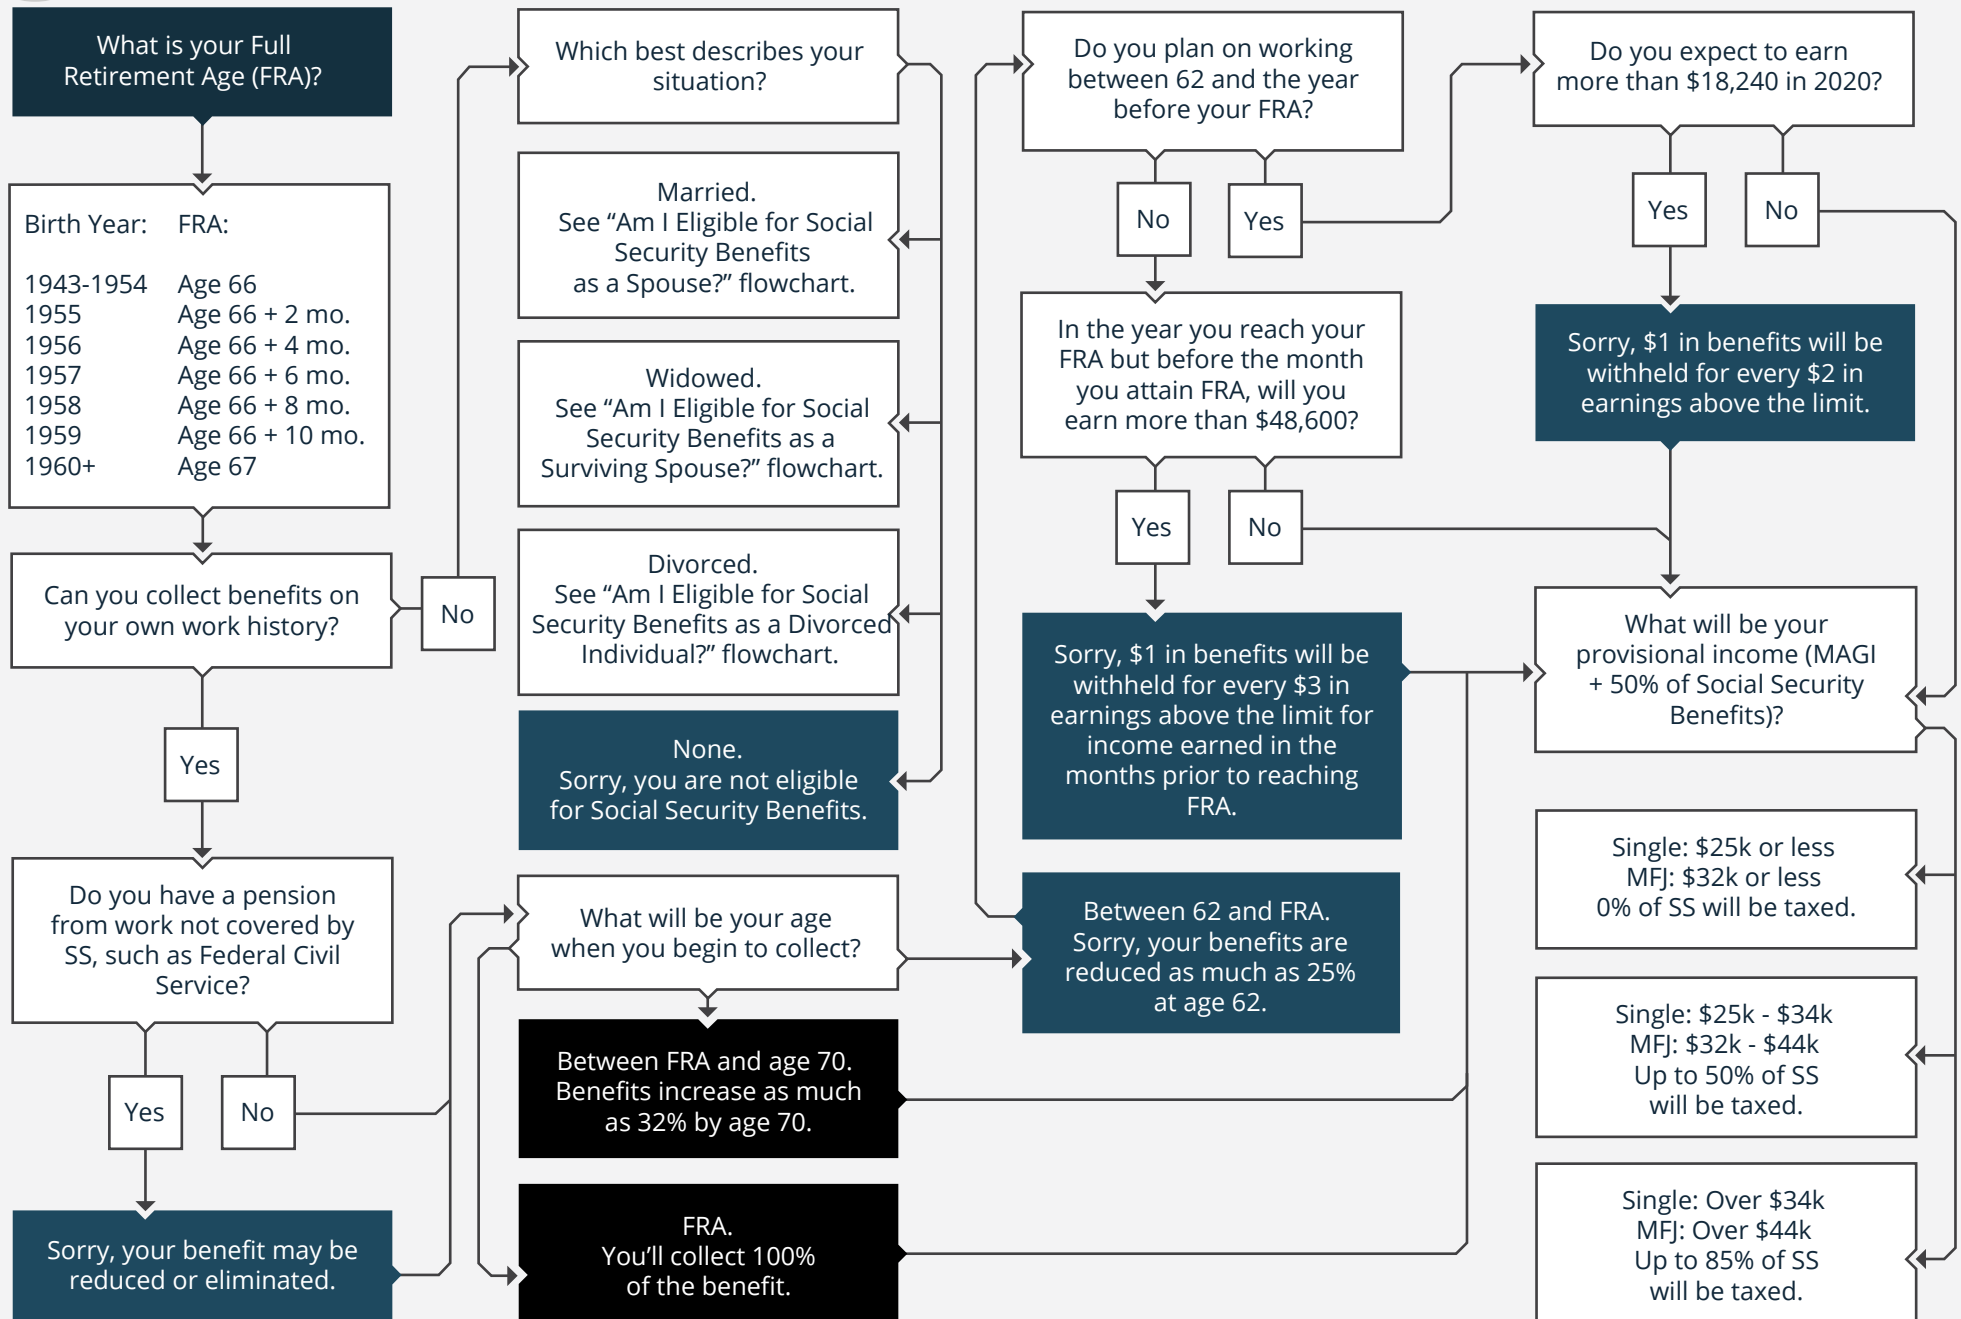 What is your Full
Retirement Age (FRA)?
Birth Year: FRA:
1943-1954 Age 66
1955 Age 66 + 2 mo.
1956 Age 66 + 4 mo.
1957 Age 66 + 6 mo.
1958 Age 66 + 8 mo.
1959 Age 66 + 10 mo.
1960+ Age 67
Can you collect benefits on
your own work history?
No
Yes
Do you have a pension
from work not covered by
SS, such as Federal Civil
Service?
Yes
No
Sorry, your benefit may be
reduced or eliminated.
Which best describes your
situation?
Married.
See “Am I Eligible for Social
Security Benefits
as a Spouse?” flowchart.
Widowed.
See “Am I Eligible for Social
Security Benefits as a
Surviving Spouse?” flowchart.
Divorced.
See “Am I Eligible for Social
Security Benefits as a Divorced
Individual?” flowchart.
None.
Sorry, you are not eligible
for Social Security Benefits.
What will be your age
when you begin to collect?
Between FRA and age 70.
Benefits increase as much
as 32% by age 70.
FRA.
You’ll collect 100%
of the benefit.
Do you plan on working
between 62 and the year
before your FRA?
No
Yes
In the year you reach your
FRA but before the month
you attain FRA, will you
earn more than $48,600?
Yes
No
Sorry, $1 in benefits will be
withheld for every $3 in
earnings above the limit for
income earned in the
months prior to reaching
FRA.
Between 62 and FRA.
Sorry, your benefits are
reduced as much as 25%
at age 62.
Do you expect to earn
more than $18,240 in 2020?
Yes
No
Sorry, $1 in benefits will be
withheld for every $2 in
earnings above the limit.
What will be your
provisional income (MAGI
+ 50% of Social Security
Benefits)?
Single: $25k or less
MFJ: $32k or less
0% of SS will be taxed.
Single: $25k - $34k
MFJ: $32k - $44k
Up to 50% of SS
will be taxed.
Single: Over $34k
MFJ: Over $44k
Up to 85% of SS
will be taxed.